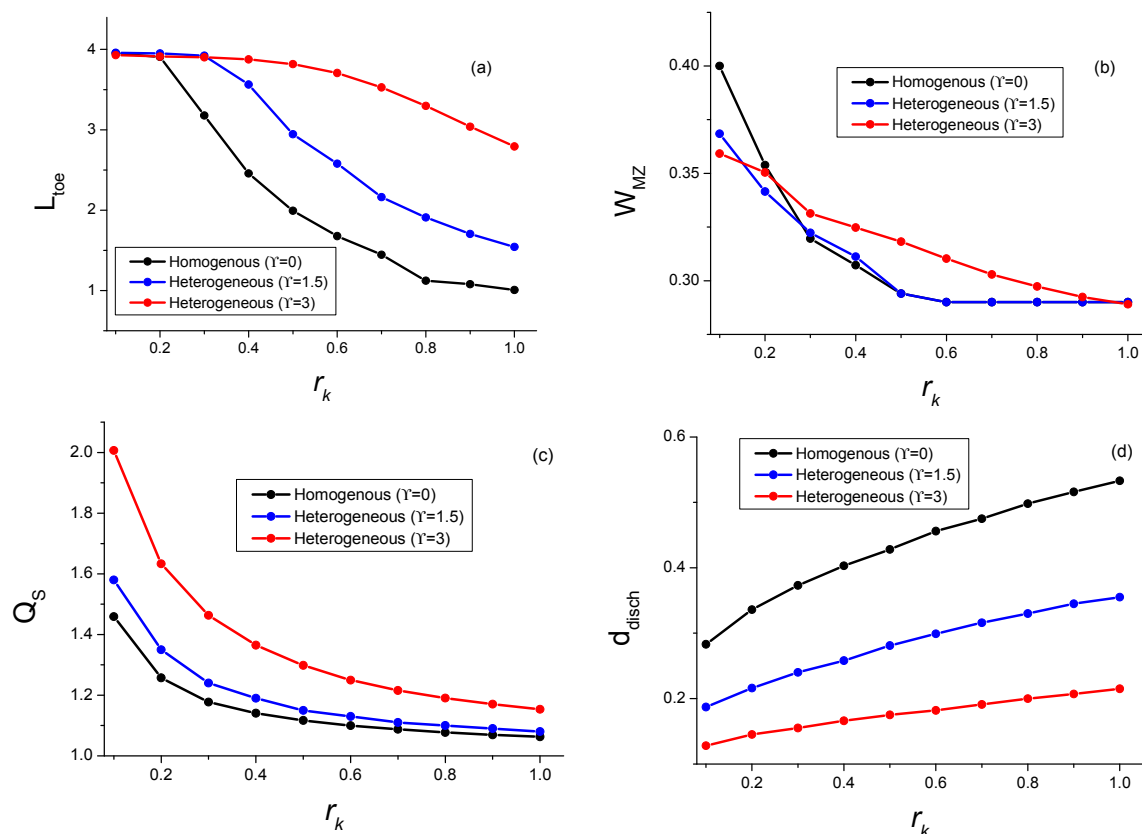 4
3
2
1
L_toe
(a)
Homogenous (ϒ=0)
Heterogeneous (ϒ=1.5)
Heterogeneous (ϒ=3)
0.2 0.4 0.6 0.8 1.0
r_k
0.40
0.35
0.30
W_MZ
(b)
Homogenous (ϒ=0)
Heterogeneous (ϒ=1.5)
Heterogeneous (ϒ=3)
0.2 0.4 0.6 0.8 1.0
r_k
2.0
1.8
1.6
1.4
1.2
1.0
Q_S
(c)
Homogenous (ϒ=0)
Heterogeneous (ϒ=1.5)
Heterogeneous (ϒ=3)
0.2 0.4 0.6 0.8 1.0
r_k
0.6
0.4
0.2
d_disch
(d)
Homogenous (ϒ=0)
Heterogeneous (ϒ=1.5)
Heterogeneous (ϒ=3)
0.2 0.4 0.6 0.8 1.0
r_k